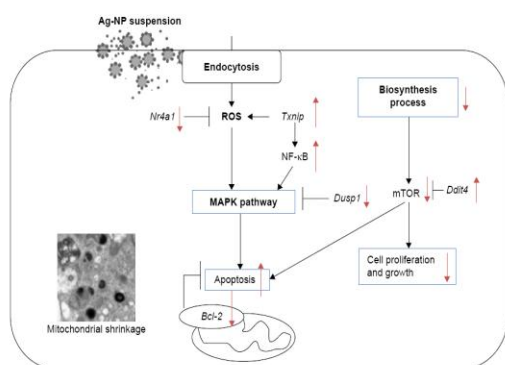 Ag-NP suspension
Endocytosis
Biosynthesis
process
Nr4a1
ROS
Txnip
NF-κB
MAPK pathway
Dusp1
mTOR
Ddit4
Apoptosis
Cell proliferation
and growth
Bcl-2
Mitochondrial shrinkage